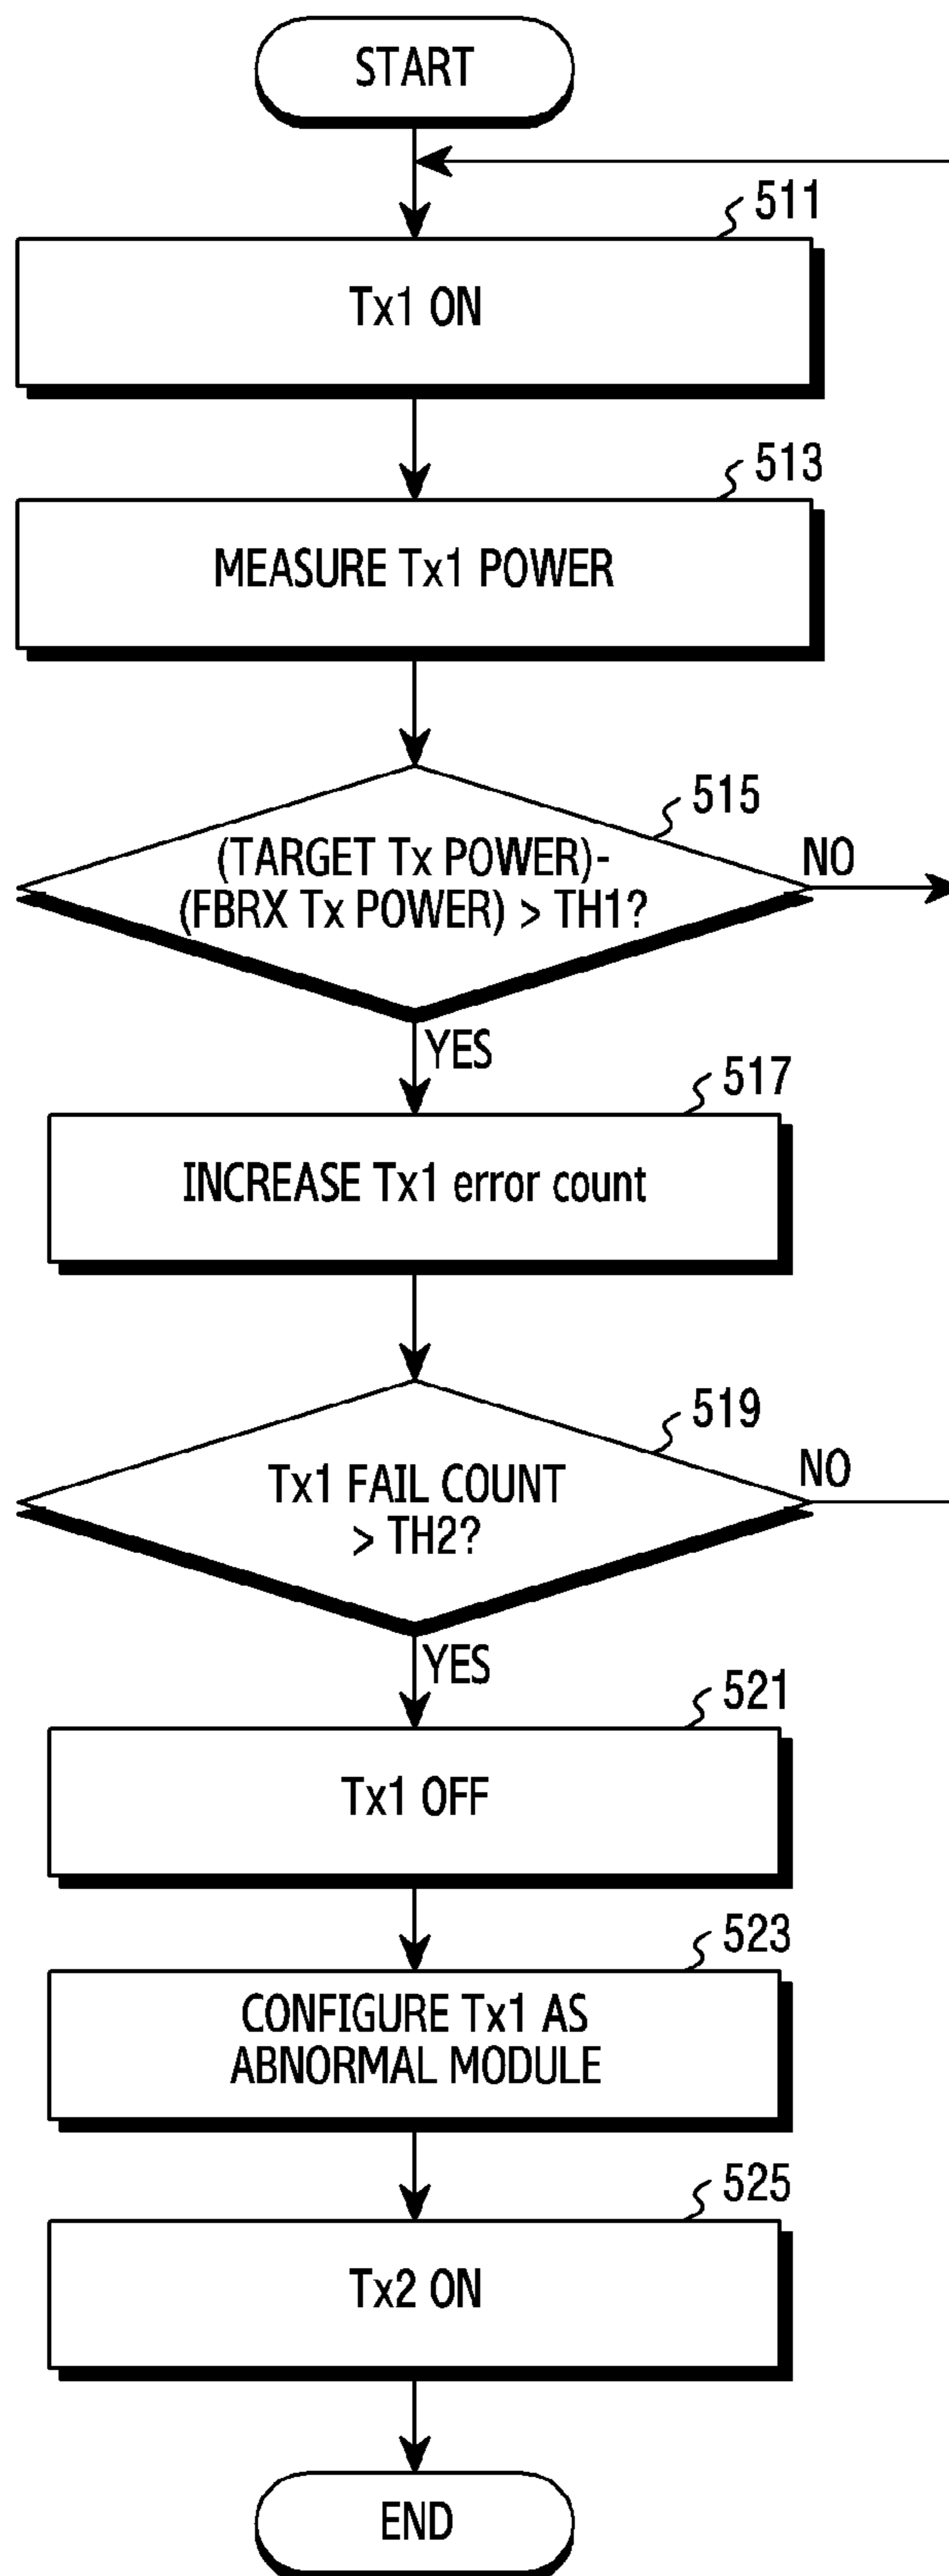 START
511
Tx1 ON
513
MEASURE Tx1 POWER
515
(TARGET Tx POWER)-
(FBRX Tx POWER) > TH1?
NO
YES
517
INCREASE Tx1 error count
519
Tx1 FAIL COUNT
> TH2?
NO
YES
521
Tx1 OFF
523
CONFIGURE Tx1 AS
ABNORMAL MODULE
525
Tx2 ON
END